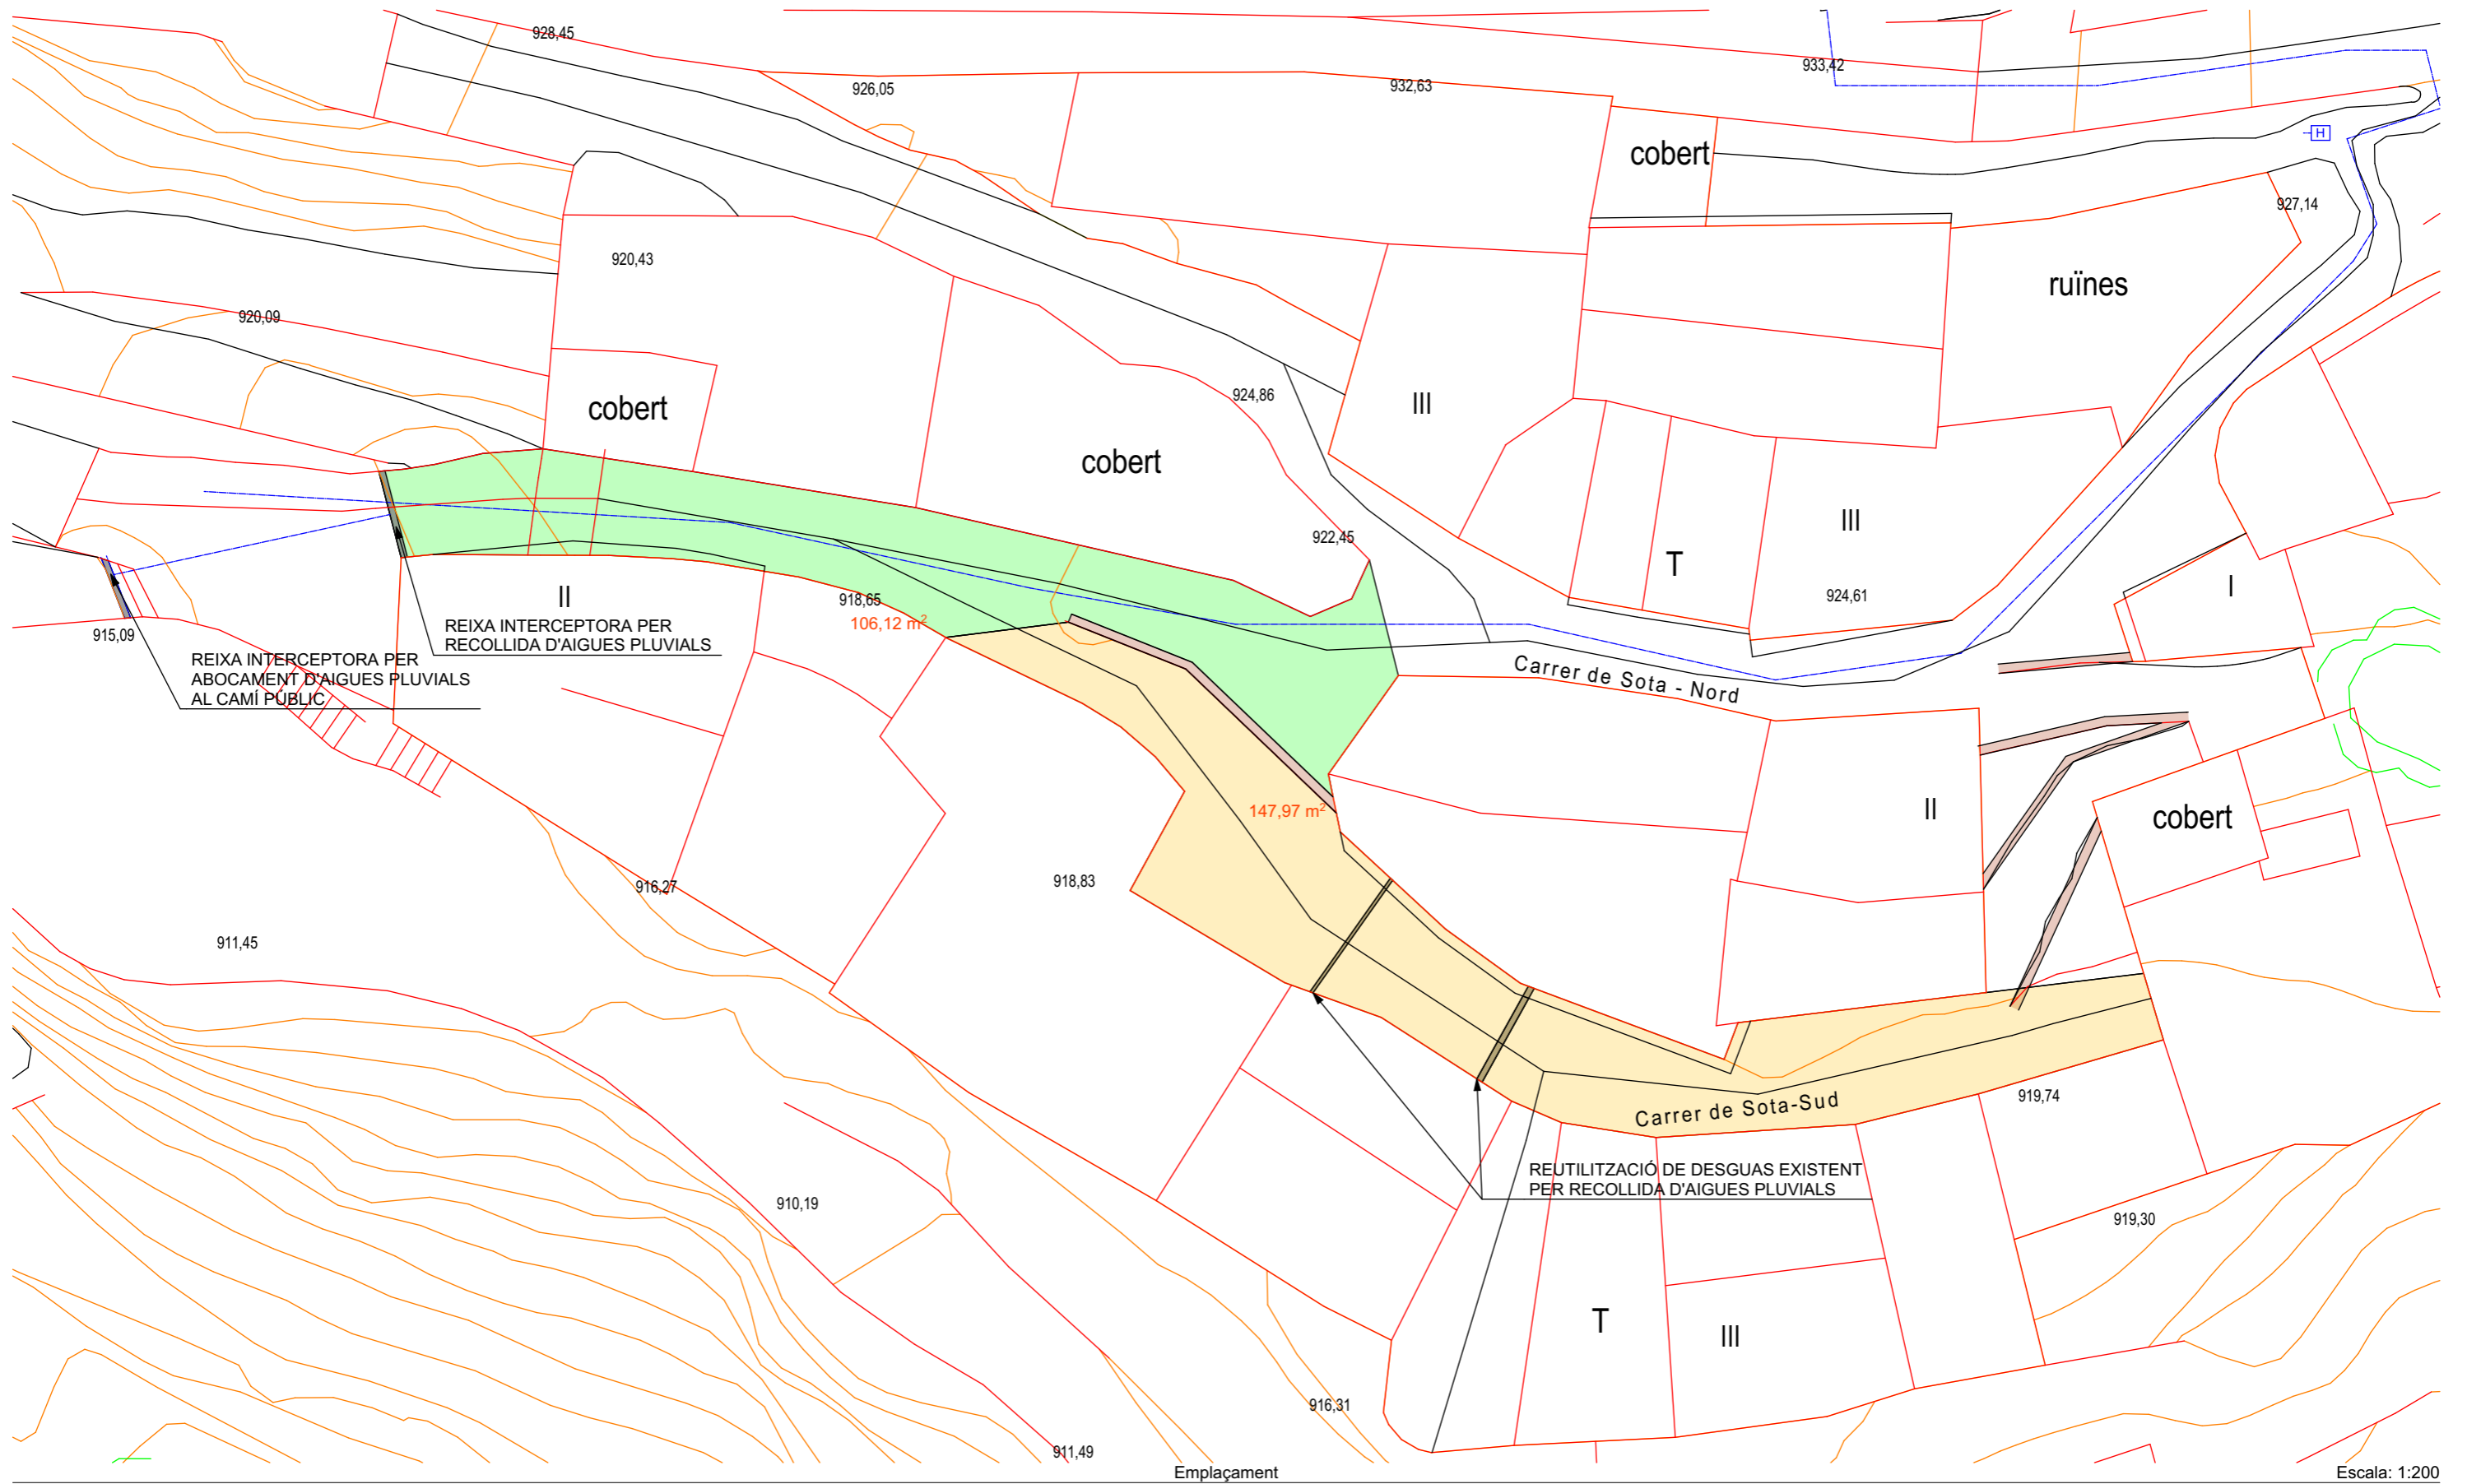 928,45
926,05
932,63
933,42
H
cobert
927,14
920,43
ruïnes
920,09
924,86
III
cobert
cobert
922,45
III
T
924,61
I
II
918,65
106,12 m²
915,09
REIXA INTERCEPTORA PER
RECOLLIDA D'AIGUES PLUVIALS
REIXA INTERCEPTORA PER
ABOCAMENT D'AIGUES PLUVIALS
AL CAMÍ PÚBLIC
Carrer de Sota - Nord
147,97 m²
II
cobert
916,27
918,83
911,45
Carrer de Sota-Sud
919,74
REUTILITZACIÓ DE DESGUAS EXISTENT
PER RECOLLIDA D'AIGUES PLUVIALS
910,19
919,30
T
III
916,31
911,49
Emplaçament
Escala: 1:200